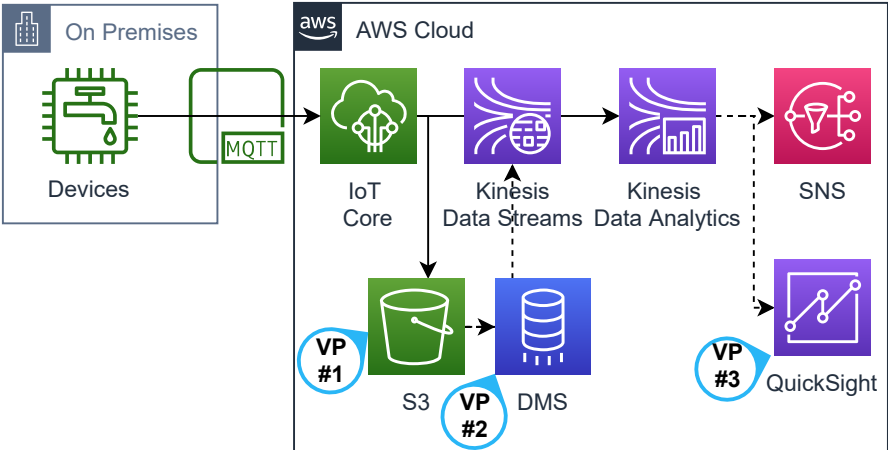 On Premises
aws
AWS Cloud
MQTT
Devices
IoT
Core
Kinesis
Data Streams
Kinesis
Data Analytics
SNS
VP
#1
S3
VP
#2
DMS
VP
#3
QuickSight